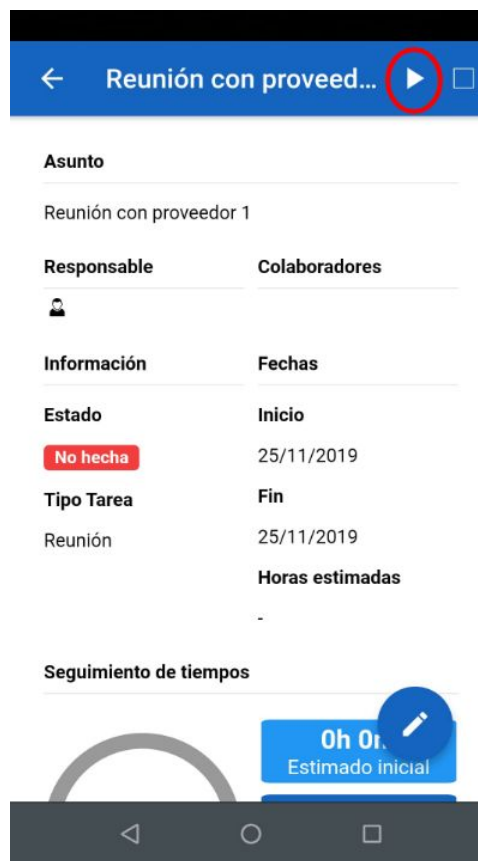 Reunión con proveed...
Asunto
Reunión con proveedor 1
Responsable
Colaboradores
Información
Fechas
Estado
Inicio
No hecha
25/11/2019
Tipo Tarea
Fin
Reunión
25/11/2019
Horas estimadas
-
Seguimiento de tiempos
0h
Estimado inicial